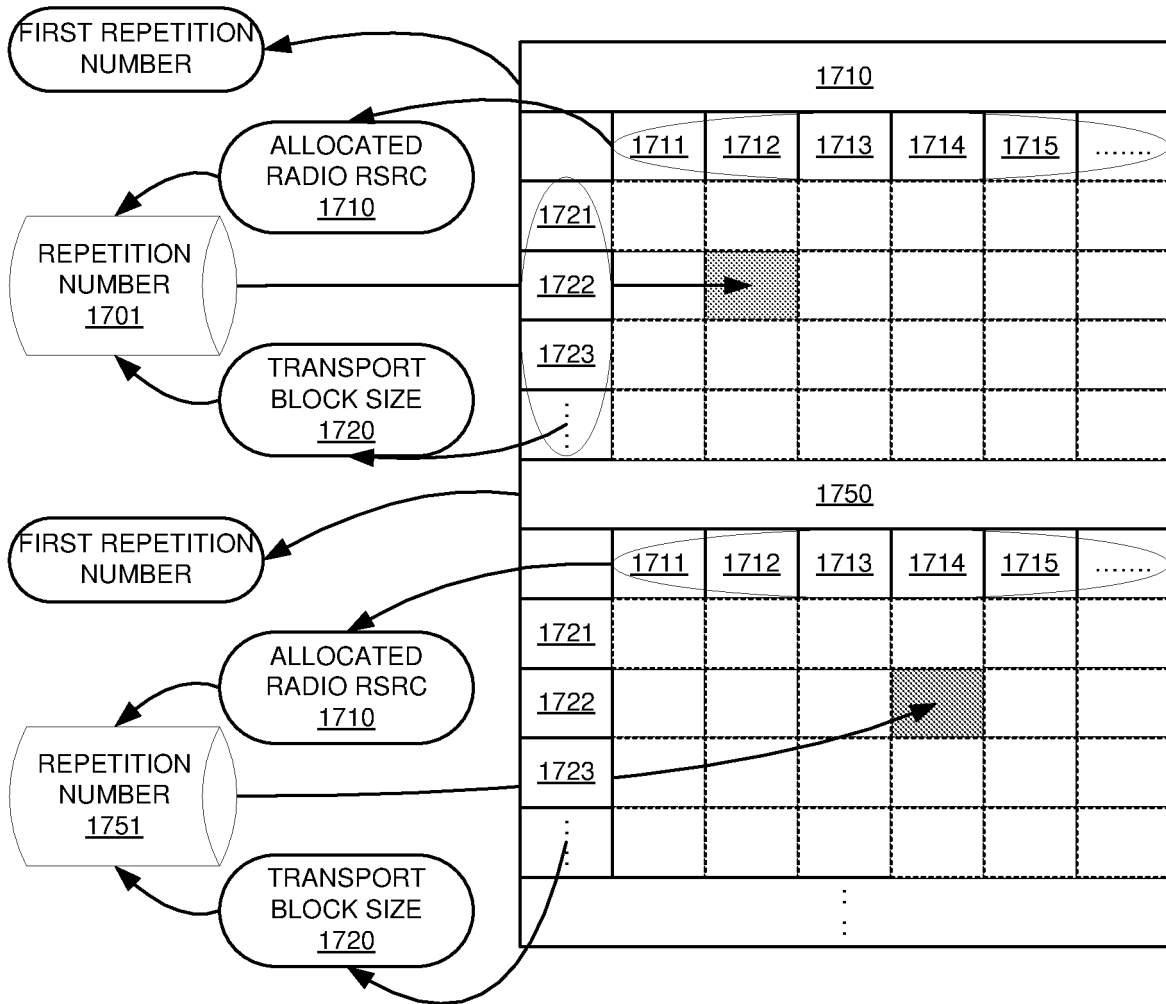 FIRST REPETITION
NUMBER
1710
ALLOCATED
RADIO RSRC
1710
1711 1712 1713 1714 1715 .......
1721
REPETITION
NUMBER
1701
1722
1723
TRANSPORT
BLOCK SIZE
1720
1750
FIRST REPETITION
NUMBER
1711 1712 1713 1714 1715 .......
1721
ALLOCATED
RADIO RSRC
1710
1722
REPETITION
NUMBER
1751
1723
TRANSPORT
BLOCK SIZE
1720